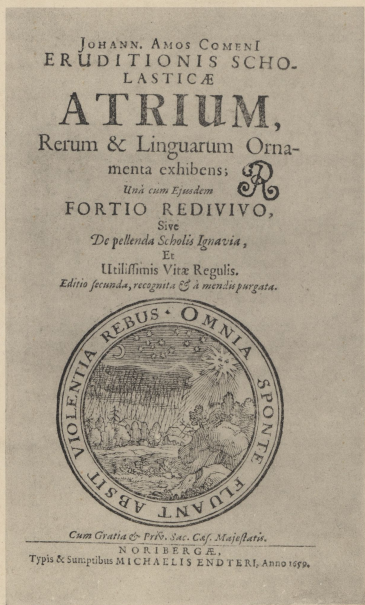 JOHANN. AMOS COMENI
ERUDITIONIS SCHO-
LASTICÆ
ATRIUM,
Rerum & Linguarum Orna-
menta exhibens;
Unà cum Ejusdem
FORTIO REDIVIVO,
Sive
De pellenda Scholis Ignavia,
Et
Utilissimis Vitæ Regulis.
Editio secunda, recognita & à mendis purgata.
OMNIA SPONTE FLUANT ABSIT VIOLENTIA REBUS
Cum Gratia & Priv. Sac. Cæs. Majestatis.
NORIBERGÆ,
Typis & Sumptibus MICHAELIS ENDTERI, Anno 1659.